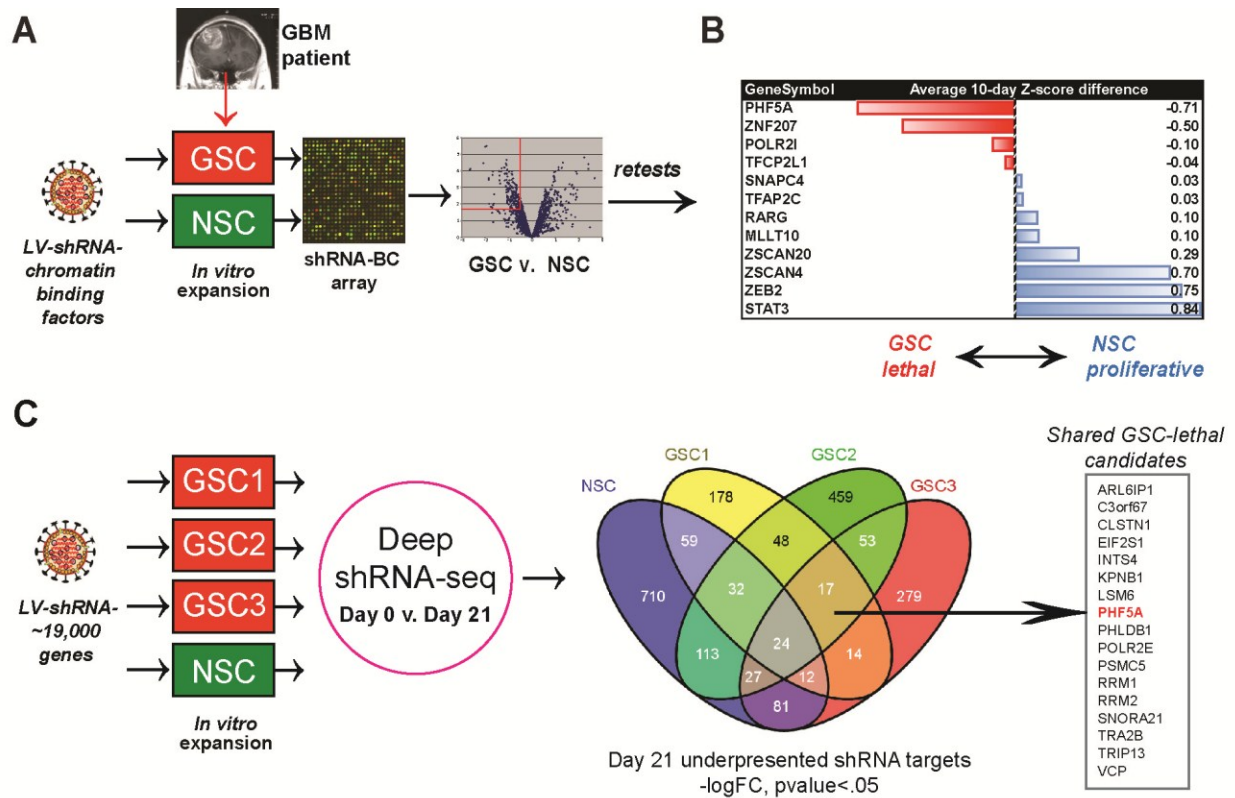 A
GBM
patient
GSC
NSC
LV-shRNA-
chromatin
binding
factors
In vitro
expansion
shRNA-BC
array
GSC v. NSC
retests
B
GeneSymbol Average 10-day Z-score difference
PHF5A -0.71
ZNF207 -0.50
POLR2I -0.10
TFCP2L1 -0.04
SNAPC4 0.03
TFAP2C 0.03
RARG 0.10
MLLT10 0.10
ZSCAN20 0.29
ZSCAN4 0.70
ZEB2 0.75
STAT3 0.84
GSC
lethal
NSC
proliferative
C
LV-shRNA-
~19,000
genes
GSC1
GSC2
GSC3
NSC
In vitro
expansion
Deep
shRNA-seq
Day 0 v. Day 21
NSC
GSC1
GSC2
GSC3
178
459
59
48
53
710
32
17
279
24
113
27
12
14
81
Day 21 underpresented shRNA targets
-logFC, pvalue<.05
Shared GSC-lethal
candidates
ARL6IP1
C3orf67
CLSTN1
EIF2S1
INTS4
KPNB1
LSM6
PHF5A
PHLDB1
POLR2E
PSMC5
RRM1
RRM2
SNORA21
TRA2B
TRIP13
VCP